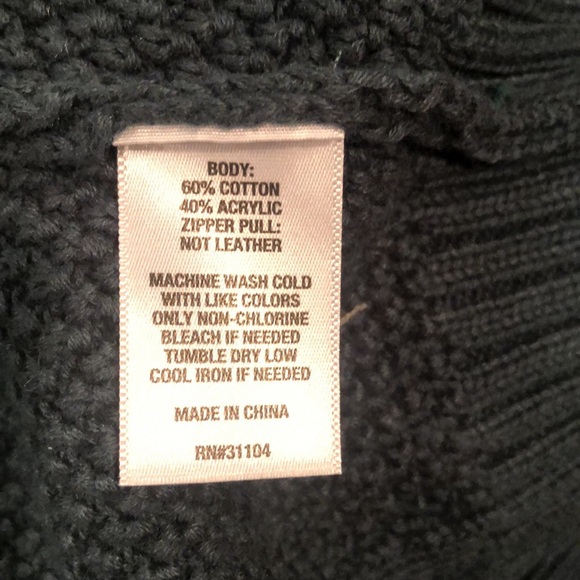 BODY:
60% COTTON
40% ACRYLIC
ZIPPER PULL:
NOT LEATHER
MACHINE WASH COLD
WITH LIKE COLORS
ONLY NON-CHLORINE
BLEACH IF NEEDED
TUMBLE DRY LOW
COOL IRON IF NEEDED
MADE IN CHINA
RN#31104